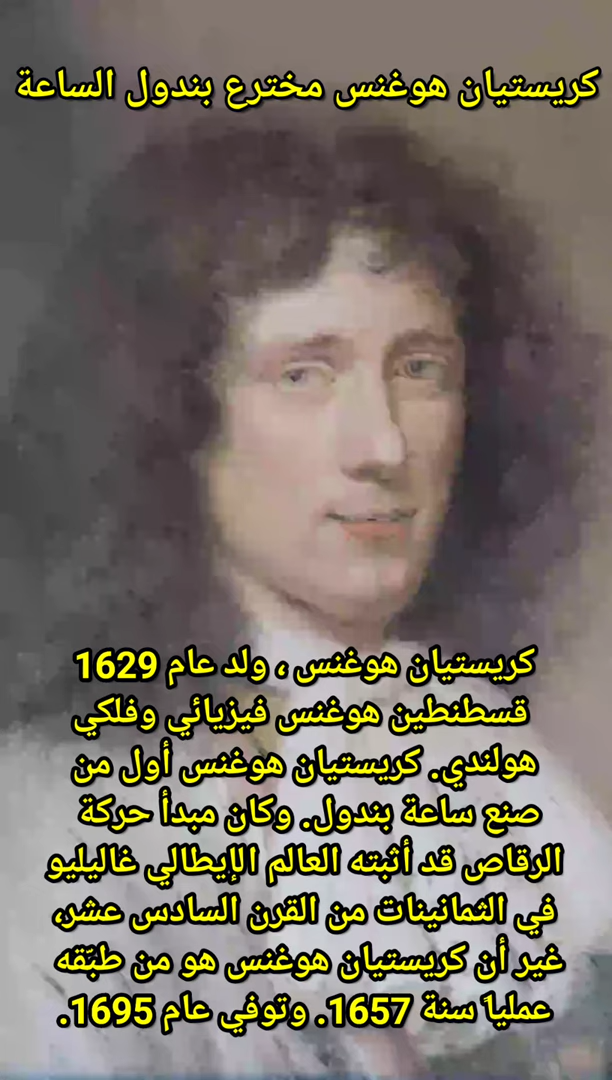 كريستيان هوغنس مخترع بندول الساعة
كريستيان هوغنس ، ولد عام 1629
قسطنطين هوغنس فيزيائي وفلكي
هولندي. كريستيان هوغنس أول من
صنع ساعة بندول. وكان مبدأ حركة
الرقاص قد أثبته العالم الإيطالي غاليليو
في الثمانينات من القرن السادس عشر،
غير أن كريستيان هوغنس هو من طبّقه
عملياً سنة 1657. وتوفي عام 1695.